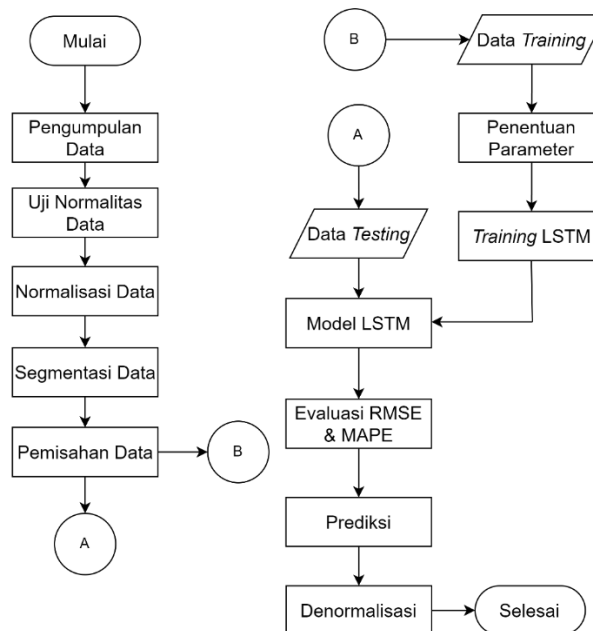 Mulai
Pengumpulan
Data
Uji Normalitas
Data
Normalisasi Data
Segmentasi Data
Pemisahan Data
B
A
B
Data Training
Penentuan
Parameter
Training LSTM
A
Data Testing
Model LSTM
Evaluasi RMSE
& MAPE
Prediksi
Denormalisasi
Selesai